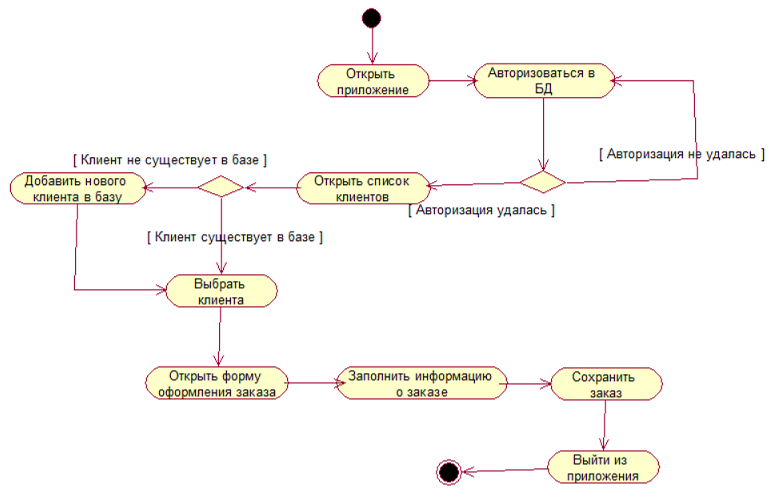 Открыть
приложение
Авторизоваться в
БД
[ Авторизация не удалась ]
[ Клиент не существует в базе ]
Добавить нового
клиента в базу
Открыть список
клиентов
[ Авторизация удалась ]
[ Клиент существует в базе ]
Выбрать
клиента
Открыть форму
оформления заказа
Заполнить информацию
о заказе
Сохранить
заказ
Выйти из
приложения